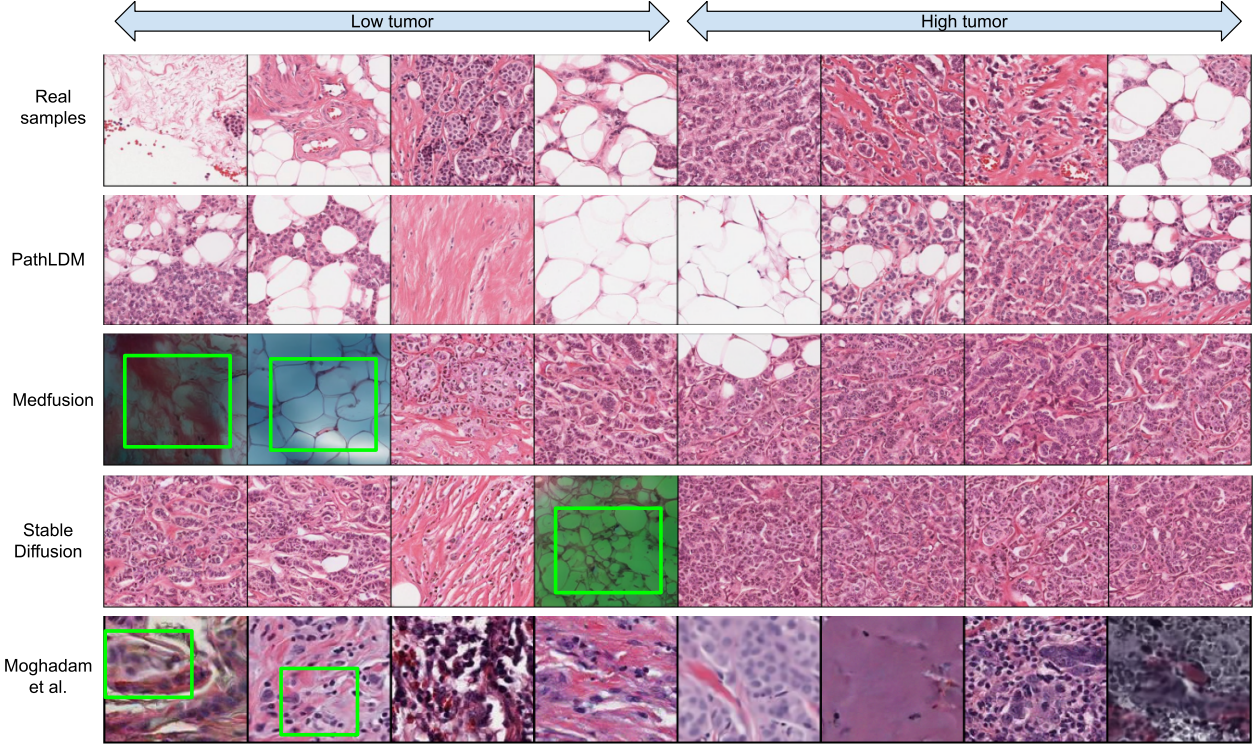 Low tumor
High tumor
Real
samples
PathLDM
Medfusion
Stable
Diffusion
Moghadam
et al.